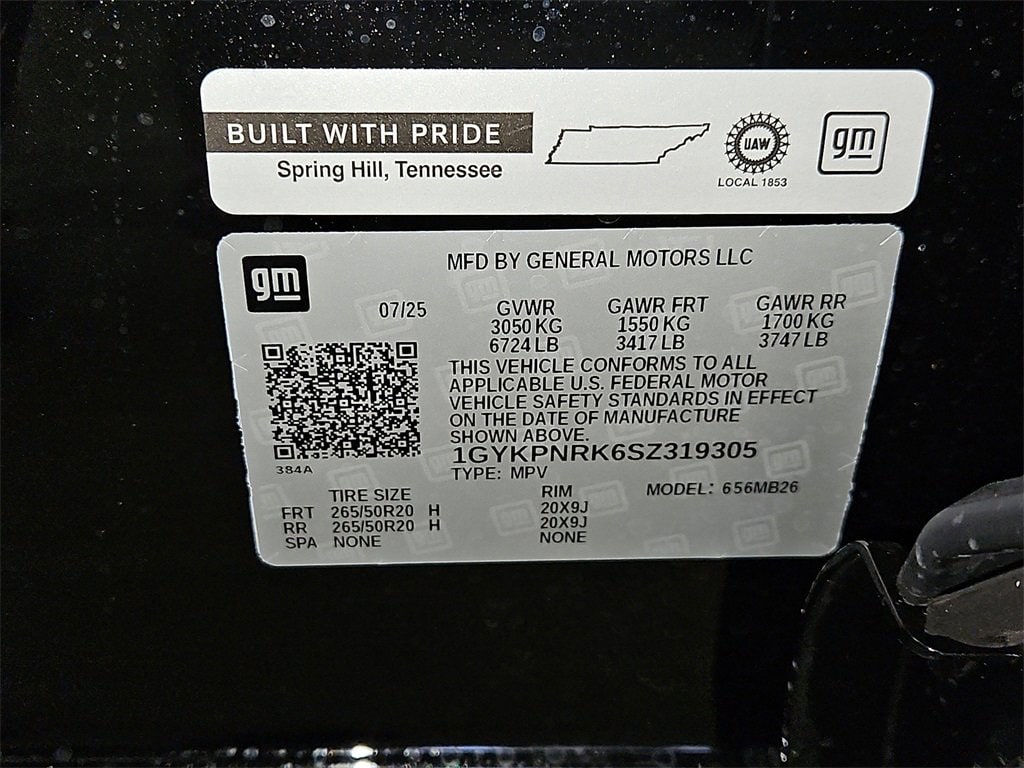 BUILT WITH PRIDE
Spring Hill, Tennessee
UAW
LOCAL 1853
gm
gm
MFD BY GENERAL MOTORS LLC
07/25
GVWR GAWR FRT GAWR RR
3050 KG 1550 KG 1700 KG
6724 LB 3417 LB 3747 LB
THIS VEHICLE CONFORMS TO ALL
APPLICABLE U.S. FEDERAL MOTOR
VEHICLE SAFETY STANDARDS IN EFFECT
ON THE DATE OF MANUFACTURE
SHOWN ABOVE.
1GYKPNRK6SZ319305
384A
TYPE: MPV
MODEL: 656MB26
TIRE SIZE RIM
FRT 265/50R20 H 20X9J
RR 265/50R20 H 20X9J
SPA NONE NONE